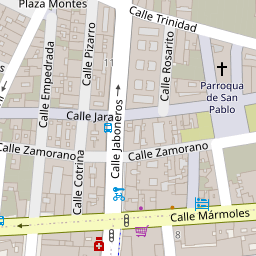 Plaza Montes
Calle Trinidad
Calle Pizarro
Calle Rosarito
Calle Empedrada
11
Parroqua
de San
Pablo
Calle Jara
Calle Jaboneros
Calle Zamorano
Calle Zamorano
Calle Cotrina
Calle Mármoles
8